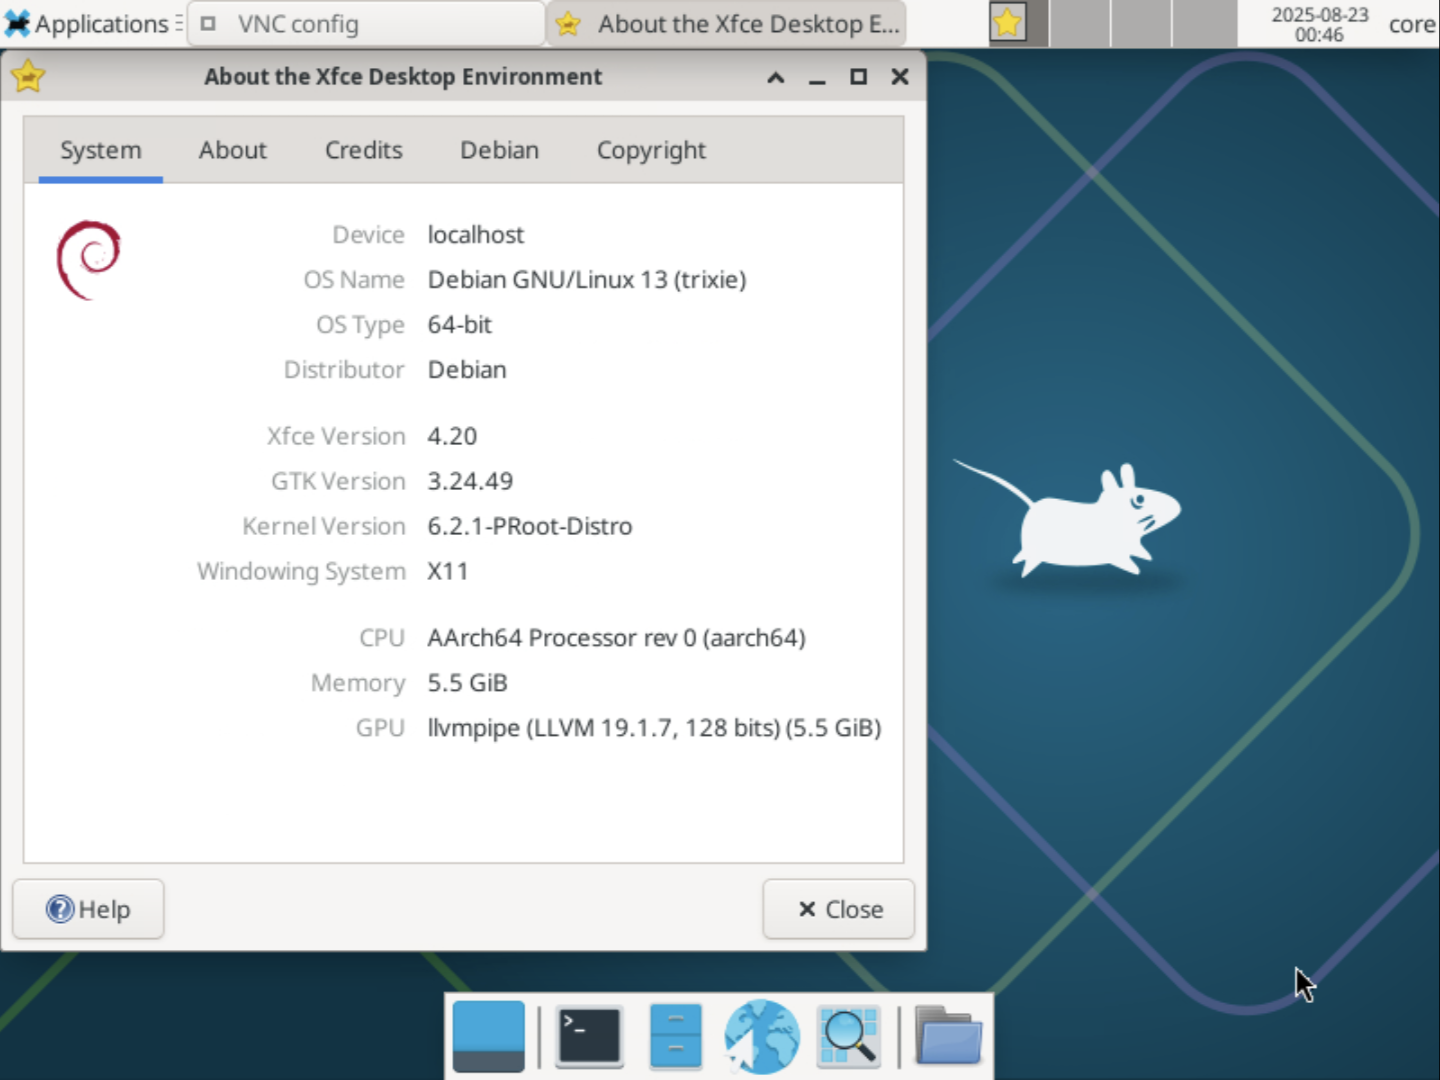 Applications
VNC config
About the Xfce Desktop E...
2025-08-23
00:46
core
About the Xfce Desktop Environment
System
About
Credits
Debian
Copyright
Device localhost
OS Name Debian GNU/Linux 13 (trixie)
OS Type 64-bit
Distributor Debian
Xfce Version 4.20
GTK Version 3.24.49
Kernel Version 6.2.1-PRoot-Distro
Windowing System X11
CPU AArch64 Processor rev 0 (aarch64)
Memory 5.5 GiB
GPU llvmpipe (LLVM 19.1.7, 128 bits) (5.5 GiB)
Help
Close